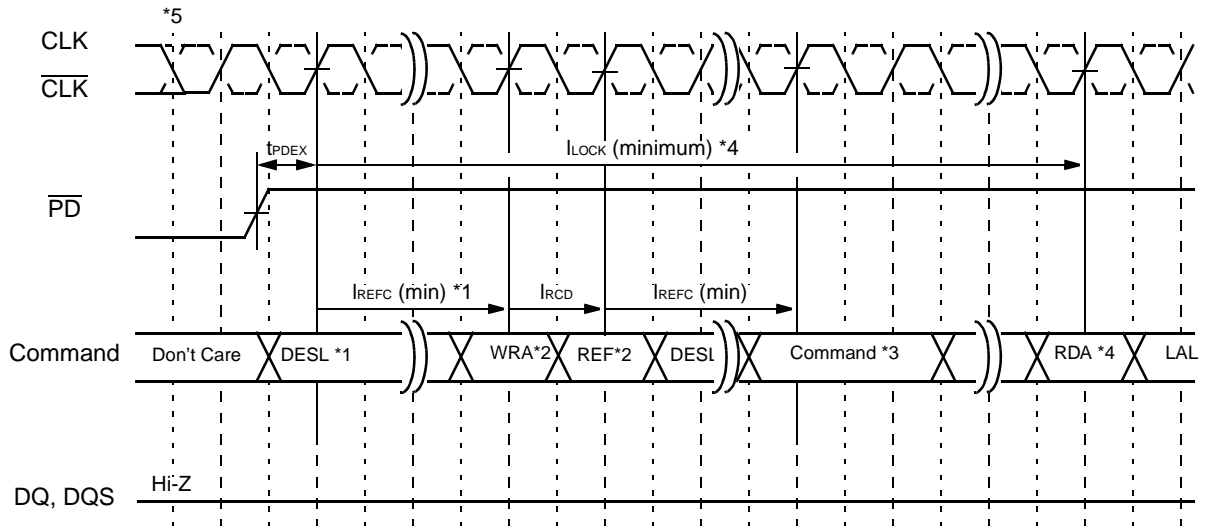 *5
CLK
CLK
tPDEX
lLOCK (minimum) *4
PD
lREFC (min) *1
lRCD
lREFC (min)
Command
Don't Care
DESL *1
WRA*2
REF*2
DESL
Command *3
RDA *4
LAL
Hi-Z
DQ, DQS